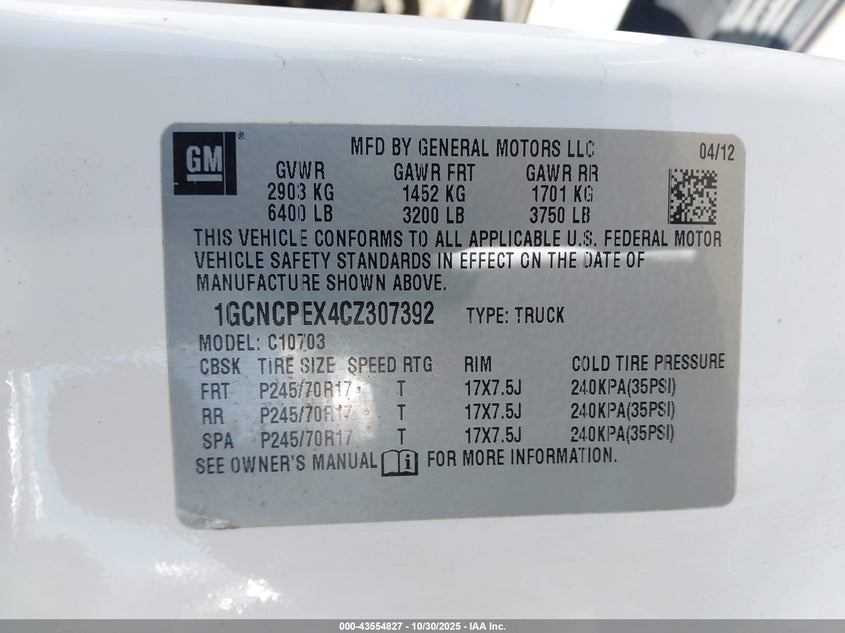 GM ® MFD BY GENERAL MOTORS LLC 04/12
GVWR GAWR FRT GAWR RR
2903 KG 1452 KG 1701 KG
6400 LB 3200 LB 3750 LB
THIS VEHICLE CONFORMS TO ALL APPLICABLE U.S. FEDERAL MOTOR
VEHICLE SAFETY STANDARDS IN EFFECT ON THE DATE OF
MANUFACTURE SHOWN ABOVE.
1GCNCPEX4CZ307392 TYPE: TRUCK
MODEL: C10703
CBSK TIRE SIZE SPEED RTG RIM COLD TIRE PRESSURE
FRT P245/70R17 T 17X7.5J 240KPA(35PSI)
RR P245/70R17 T 17X7.5J 240KPA(35PSI)
SPA P245/70R17 T 17X7.5J 240KPA(35PSI)
SEE OWNER'S MANUAL FOR MORE INFORMATION.
000-43554827 - 10/30/2025 - IAA Inc.